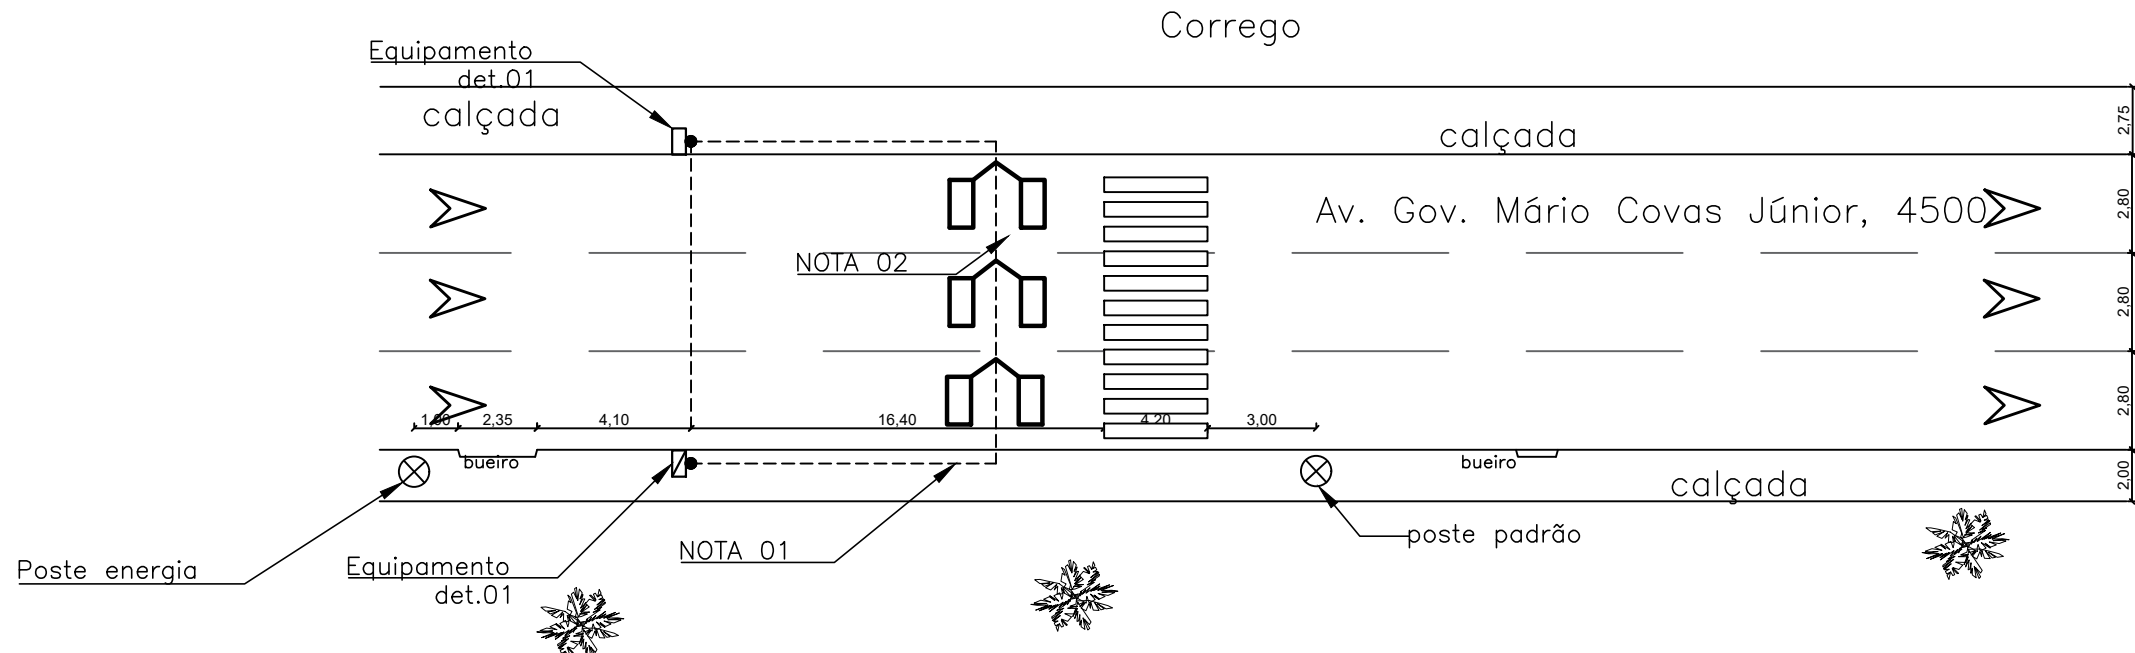 Corrego
Equipamento
det.01
calçada
calçada
2,75
Av. Gov. Mário Covas Júnior, 4500
2,80
NOTA 02
2,80
2,80
1,90
2,35
4,10
16,40
4,20
3,00
bueiro
bueiro
calçada
2,00
poste padrão
NOTA 01
Poste energia
Equipamento
det.01